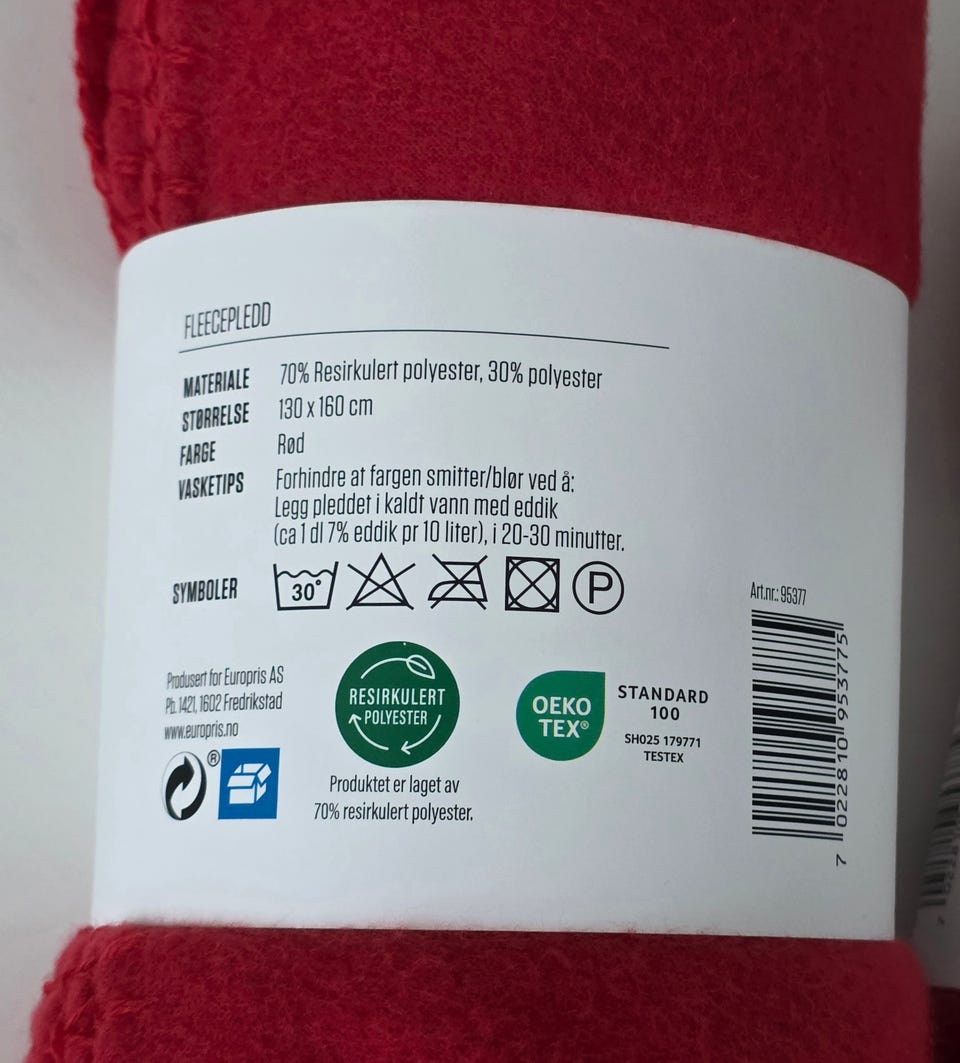 FLEECEPLEDD
MATERIALE 70% Resirkulert polyester, 30% polyester
STØRRELSE 130 x 160 cm
FARGE Rød
VASKETIPS Forhindre at fargen smitter/blør ved å:
Legg pleddet i kaldt vann med eddik
(ca 1 dl 7% eddik pr 10 liter), i 20-30 minutter.
SYMBOLER 30° P
Art.nr.: 95377
7 022810 953775
Produsert for Europris AS
Pb. 1421, 1602 Fredrikstad
www.europris.no
®
RESIRKULERT
POLYESTER
Produktet er laget av
70% resirkulert polyester.
OEKO
TEX®
STANDARD
100
SH025 179771
TESTEX